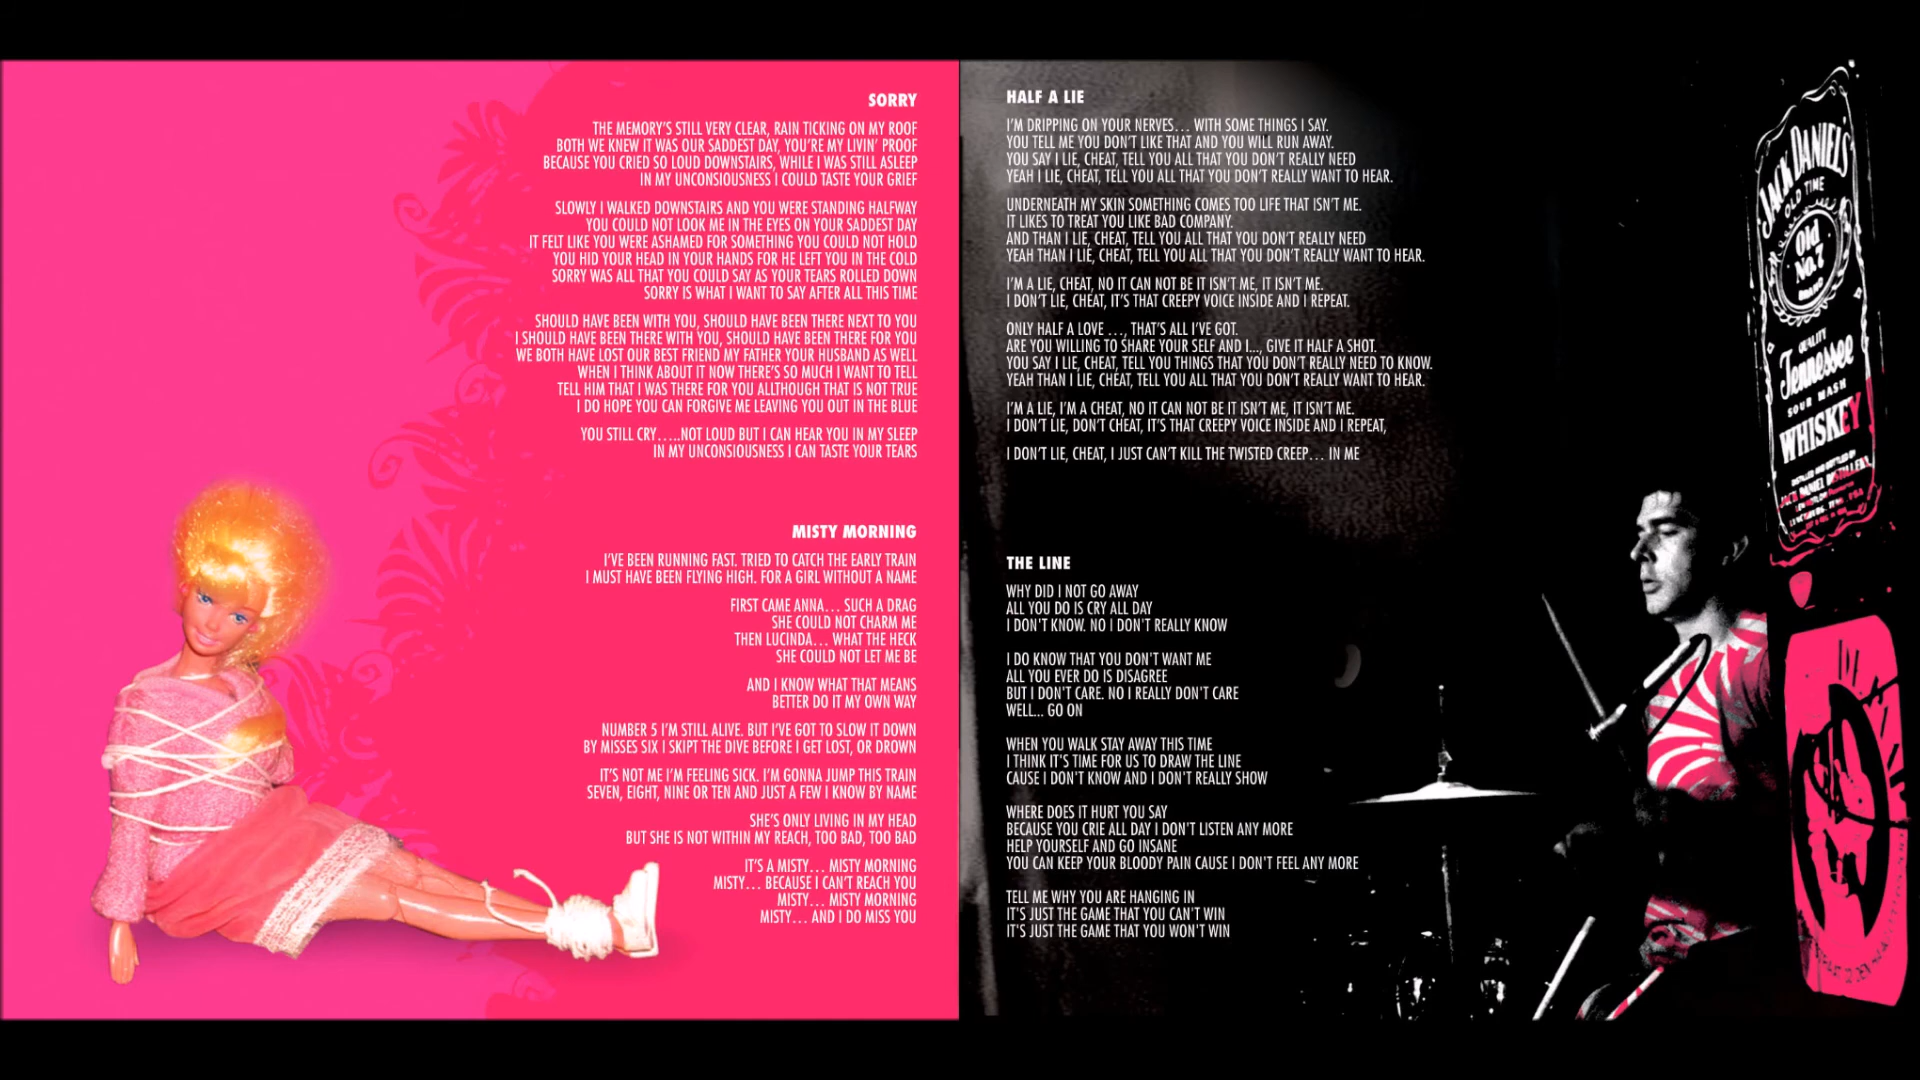 SORRY
THE MEMORY'S STILL VERY CLEAR, RAIN TICKING ON MY ROOF
BOTH WE KNEW IT WAS OUR SADDEST DAY, YOU'RE MY LIVIN' PROOF
BECAUSE YOU CRIED SO LOUD DOWNSTAIRS, WHILE I WAS STILL ASLEEP
IN MY UNCONSIOUSNESS I COULD TASTE YOUR GRIEF
SLOWLY I WALKED DOWNSTAIRS AND YOU WERE STANDING HALFWAY
YOU COULD NOT LOOK ME IN THE EYES ON YOUR SADDEST DAY
IT FELT LIKE YOU WERE ASHAMED FOR SOMETHING YOU COULD NOT HOLD
YOU HID YOUR HEAD IN YOUR HANDS FOR HE LEFT YOU IN THE COLD
SORRY WAS ALL THAT YOU COULD SAY AS YOUR TEARS ROLLED DOWN
SORRY IS WHAT I WANT TO SAY AFTER ALL THIS TIME
SHOULD HAVE BEEN WITH YOU, SHOULD HAVE BEEN THERE NEXT TO YOU
I SHOULD HAVE BEEN THERE WITH YOU, SHOULD HAVE BEEN THERE FOR YOU
WE BOTH HAVE LOST OUR BEST FRIEND MY FATHER YOUR HUSBAND AS WELL
WHEN I THINK ABOUT IT NOW THERE'S SO MUCH I WANT TO TELL
TELL HIM THAT I WAS THERE FOR YOU ALLTHOUGH THAT IS NOT TRUE
I DO HOPE YOU CAN FORGIVE ME LEAVING YOU OUT IN THE BLUE
YOU STILL CRY.....NOT LOUD BUT I CAN HEAR YOU IN MY SLEEP
IN MY UNCONSIOUSNESS I CAN TASTE YOUR TEARS
MISTY MORNING
I'VE BEEN RUNNING FAST. TRIED TO CATCH THE EARLY TRAIN
I MUST HAVE BEEN FLYING HIGH. FOR A GIRL WITHOUT A NAME
FIRST CAME ANNA... SUCH A DRAG
SHE COULD NOT CHARM ME
THEN LUCINDA... WHAT THE HECK
SHE COULD NOT LET ME BE
AND I KNOW WHAT THAT MEANS
BETTER DO IT MY OWN WAY
NUMBER 5 I'M STILL ALIVE. BUT I'VE GOT TO SLOW IT DOWN
BY MISSES SIX I SKIPT THE DIVE BEFORE I GET LOST, OR DROWN
IT'S NOT ME I'M FEELING SICK. I'M GONNA JUMP THIS TRAIN
SEVEN, EIGHT, NINE OR TEN AND JUST A FEW I KNOW BY NAME
SHE'S ONLY LIVING IN MY HEAD
BUT SHE IS NOT WITHIN MY REACH, TOO BAD, TOO BAD
IT'S A MISTY... MISTY MORNING
MISTY... BECAUSE I CAN'T REACH YOU
MISTY... MISTY MORNING
MISTY... AND I DO MISS YOU
HALF A LIE
I'M DRIPPING ON YOUR NERVES... WITH SOME THINGS I SAY.
YOU TELL ME YOU DON'T LIKE THAT AND YOU WILL RUN AWAY.
YOU SAY I LIE, CHEAT, TELL YOU ALL THAT YOU DON'T REALLY NEED
YEAH I LIE, CHEAT, TELL YOU ALL THAT YOU DON'T REALLY WANT TO HEAR.
UNDERNEATH MY SKIN SOMETHING COMES TOO LIFE THAT ISN'T ME.
IT LIKES TO TREAT YOU LIKE BAD COMPANY.
AND THAN I LIE, CHEAT, TELL YOU ALL THAT YOU DON'T REALLY NEED
YEAH THAN I LIE, CHEAT, TELL YOU ALL THAT YOU DON'T REALLY WANT TO HEAR.
I'M A LIE, CHEAT, NO IT CAN NOT BE IT ISN'T ME, IT ISN'T ME.
I DON'T LIE, CHEAT, IT'S THAT CREEPY VOICE INSIDE AND I REPEAT.
ONLY HALF A LOVE ..., THAT'S ALL I'VE GOT.
ARE YOU WILLING TO SHARE YOUR SELF AND I..., GIVE IT HALF A SHOT.
YOU SAY I LIE, CHEAT, TELL YOU THINGS THAT YOU DON'T REALLY NEED TO KNOW.
YEAH THAN I LIE, CHEAT, TELL YOU ALL THAT YOU DON'T REALLY WANT TO HEAR.
I'M A LIE, I'M A CHEAT, NO IT CAN NOT BE IT ISN'T ME, IT ISN'T ME.
I DON'T LIE, DON'T CHEAT, IT'S THAT CREEPY VOICE INSIDE AND I REPEAT,
I DON'T LIE, CHEAT, I JUST CAN'T KILL THE TWISTED CREEP... IN ME
THE LINE
WHY DID I NOT GO AWAY
ALL YOU DO IS CRY ALL DAY
I DON'T KNOW. NO I DON'T REALLY KNOW
I DO KNOW THAT YOU DON'T WANT ME
ALL YOU EVER DO IS DISAGREE
BUT I DON'T CARE. NO I REALLY DON'T CARE
WELL... GO ON
WHEN YOU WALK STAY AWAY THIS TIME
I THINK IT'S TIME FOR US TO DRAW THE LINE
CAUSE I DON'T KNOW AND I DON'T REALLY SHOW
WHERE DOES IT HURT YOU SAY
BECAUSE YOU CRIE ALL DAY I DON'T LISTEN ANY MORE
HELP YOURSELF AND GO INSANE
YOU CAN KEEP YOUR BLOODY PAIN CAUSE I DON'T FEEL ANY MORE
TELL ME WHY YOU ARE HANGING IN
IT'S JUST THE GAME THAT YOU CAN'T WIN
IT'S JUST THE GAME THAT YOU WON'T WIN
JACK DANIEL'S
OLD TIME
Old
No.7
BRAND
QUALITY
Tennessee
SOUR MASH
WHISKEY
DISTILLED AND BOTTLED BY
JACK DANIEL DISTILLERY